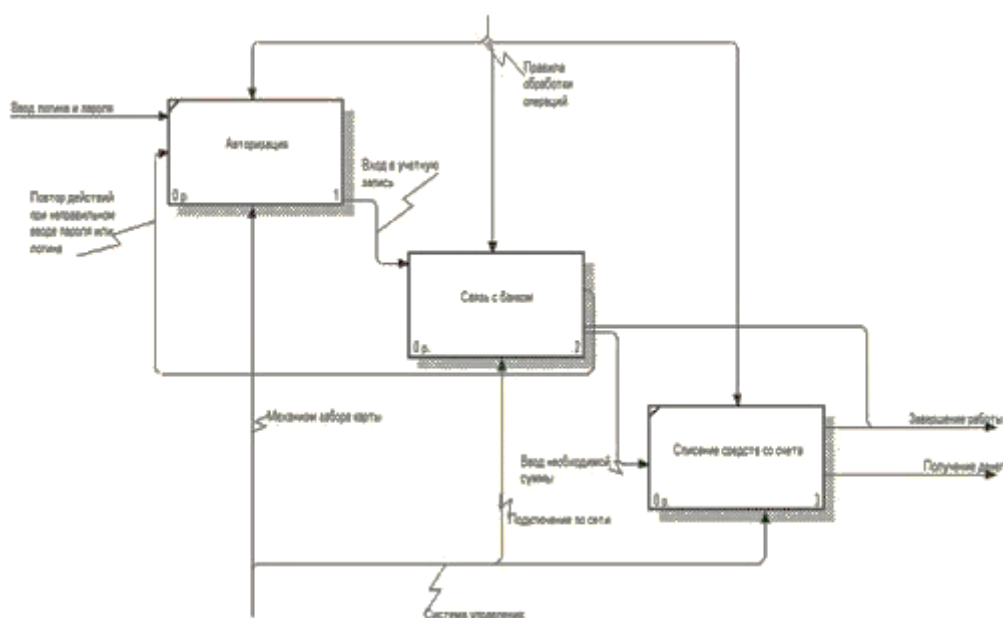 Правила
обработки
операций
Ввод логина и пароля
Авторизация
0 р.
1
Вход в учетную
запись
Повтор действий
при неправильном
вводе пароля или
логина
Связь с банком
0 р.
2
Механизм забора карты
Списание средств со счета
0 р.
3
Завершение работы
Получение денег
Ввод необходимой
суммы
Подключение по сети
Система управления